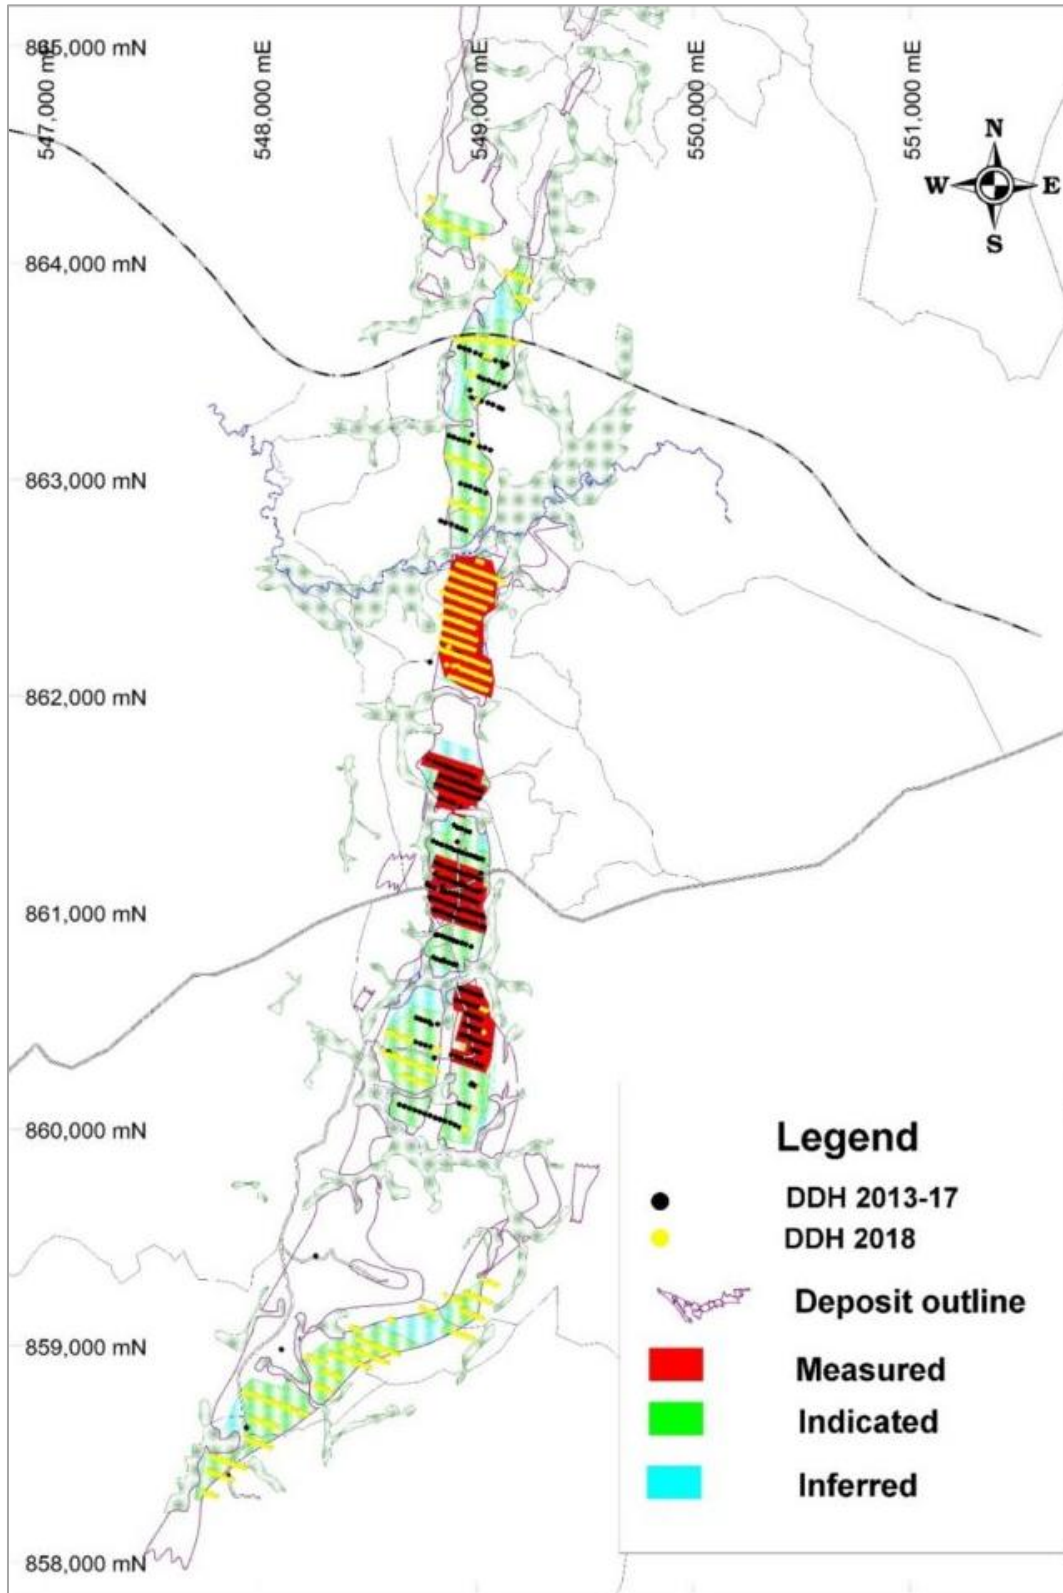 865,000 mN
547,000 mE
548,000 mE
549,000 mE
550,000 mE
551,000 mE
N
W E
S
864,000 mN
863,000 mN
862,000 mN
861,000 mN
860,000 mN
859,000 mN
858,000 mN
Legend
DDH 2013-17
DDH 2018
Deposit outline
Measured
Indicated
Inferred